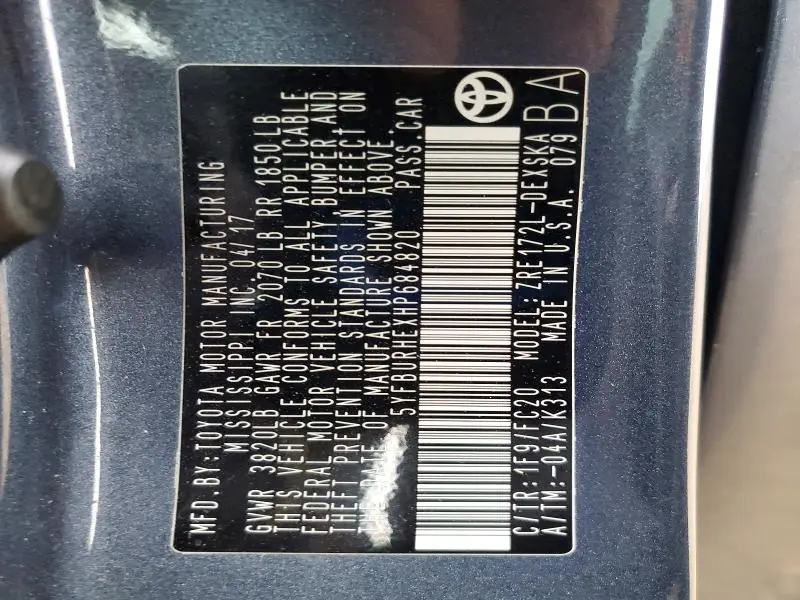 MFD.BY:TOYOTA MOTOR MANUFACTURING
MISSISSIPPI INC. 04/17
GVWR 3820LB GAWR FR 2070 LB RR 1850 LB
THIS VEHICLE CONFORMS TO ALL APPLICABLE
FEDERAL MOTOR VEHICLE SAFETY, BUMPER AND
THEFT PREVENTION STANDARDS IN EFFECT ON
THE DATE OF MANUFACTURE SHOWN ABOVE.
5YFBURHEXHP684820 PASS.CAR
C/TR:1F9/FC20 MODEL:ZRE172L-DEXSKA
A/TM:-04A/K313 MADE IN U.S.A. 079
BA